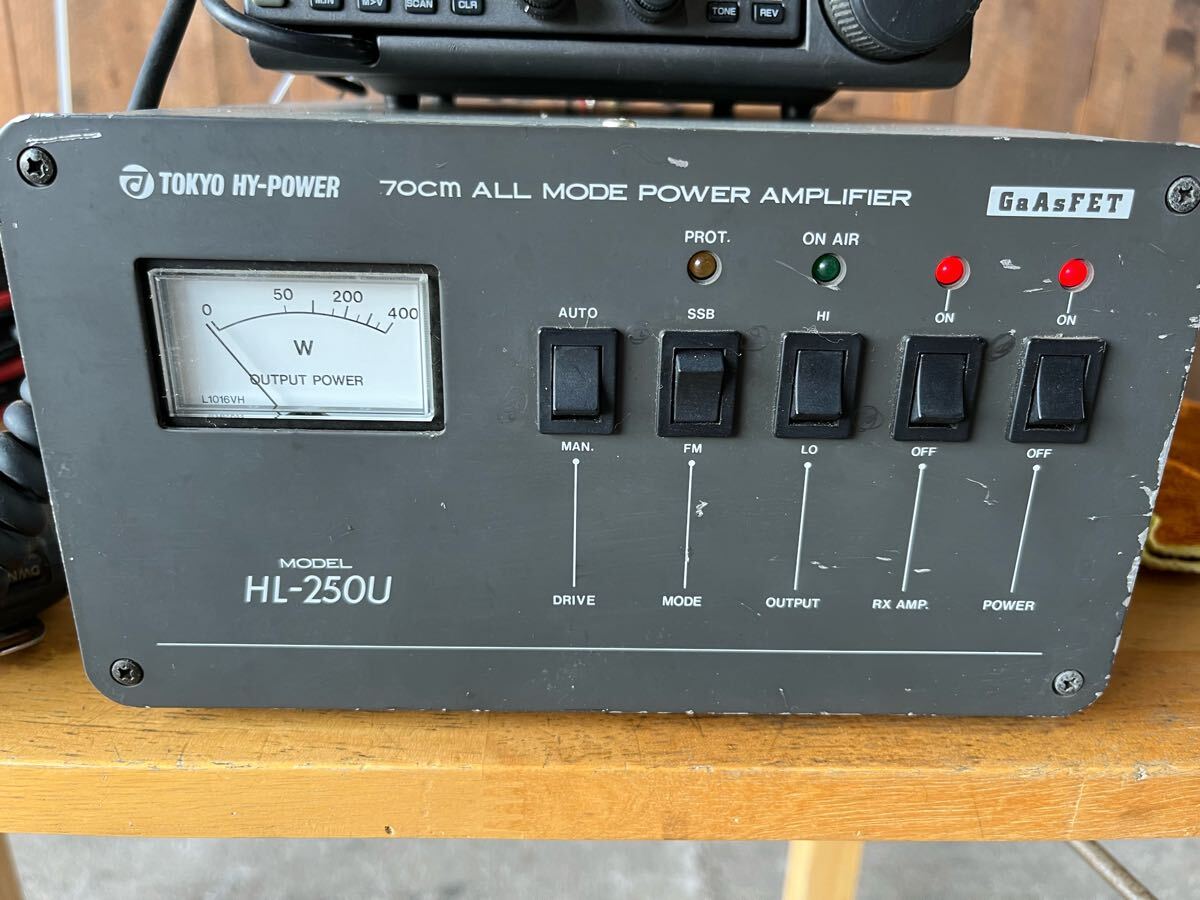 M/N M>V SCAN CLR TONE REV
TOKYO HY-POWER 70cm ALL MODE POWER AMPLIFIER GaAsFET
PROT. ON AIR
0 50 200 400
W
OUTPUT POWER
L1016VH
AUTO SSB HI ON ON
MAN. FM LO OFF OFF
MODEL
HL-250U
DRIVE MODE OUTPUT RX AMP. POWER